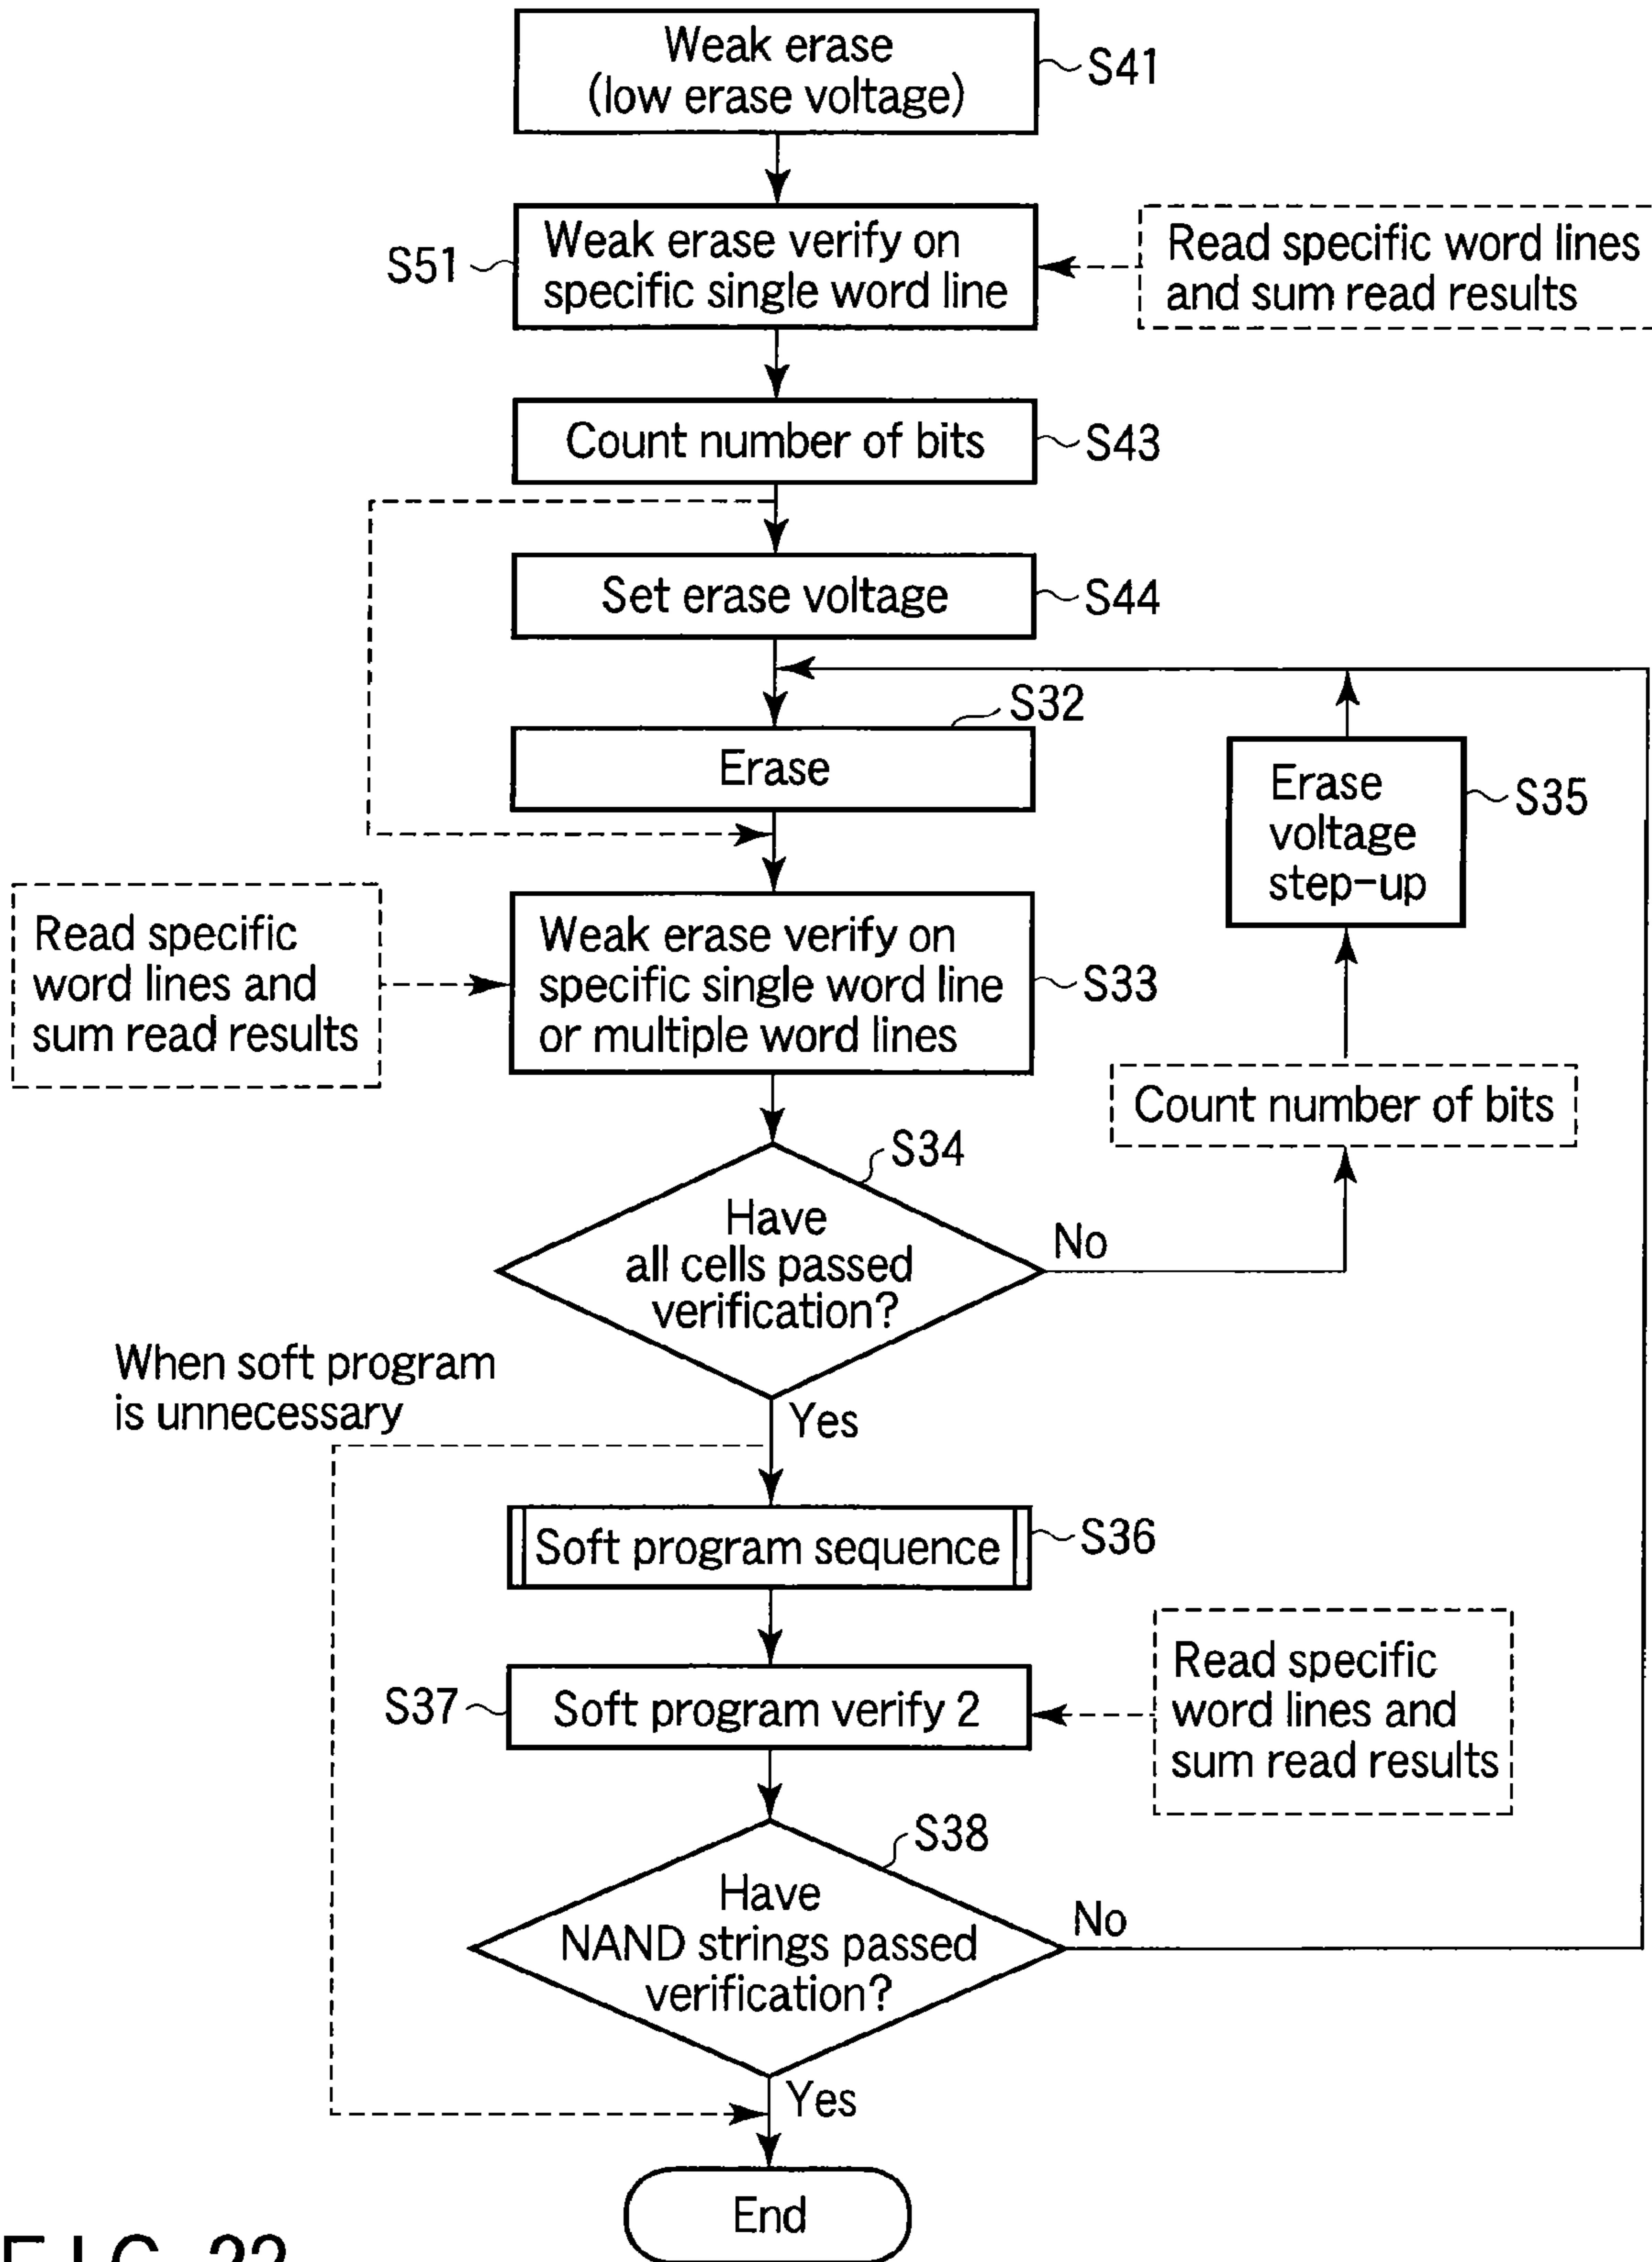 Weak erase
(low erase voltage)
S41
S51
Weak erase verify on
specific single word line
Read specific word lines
and sum read results
Count number of bits
S43
Set erase voltage
S44
S32
Erase
Erase
voltage
step-up
S35
Read specific
word lines and
sum read results
Weak erase verify on
specific single word line
or multiple word lines
S33
Count number of bits
S34
Have
all cells passed
verification?
No
When soft program
is unnecessary
Yes
Soft program sequence
S36
S37
Soft program verify 2
Read specific
word lines and
sum read results
S38
Have
NAND strings passed
verification?
No
Yes
End
FIG. 22